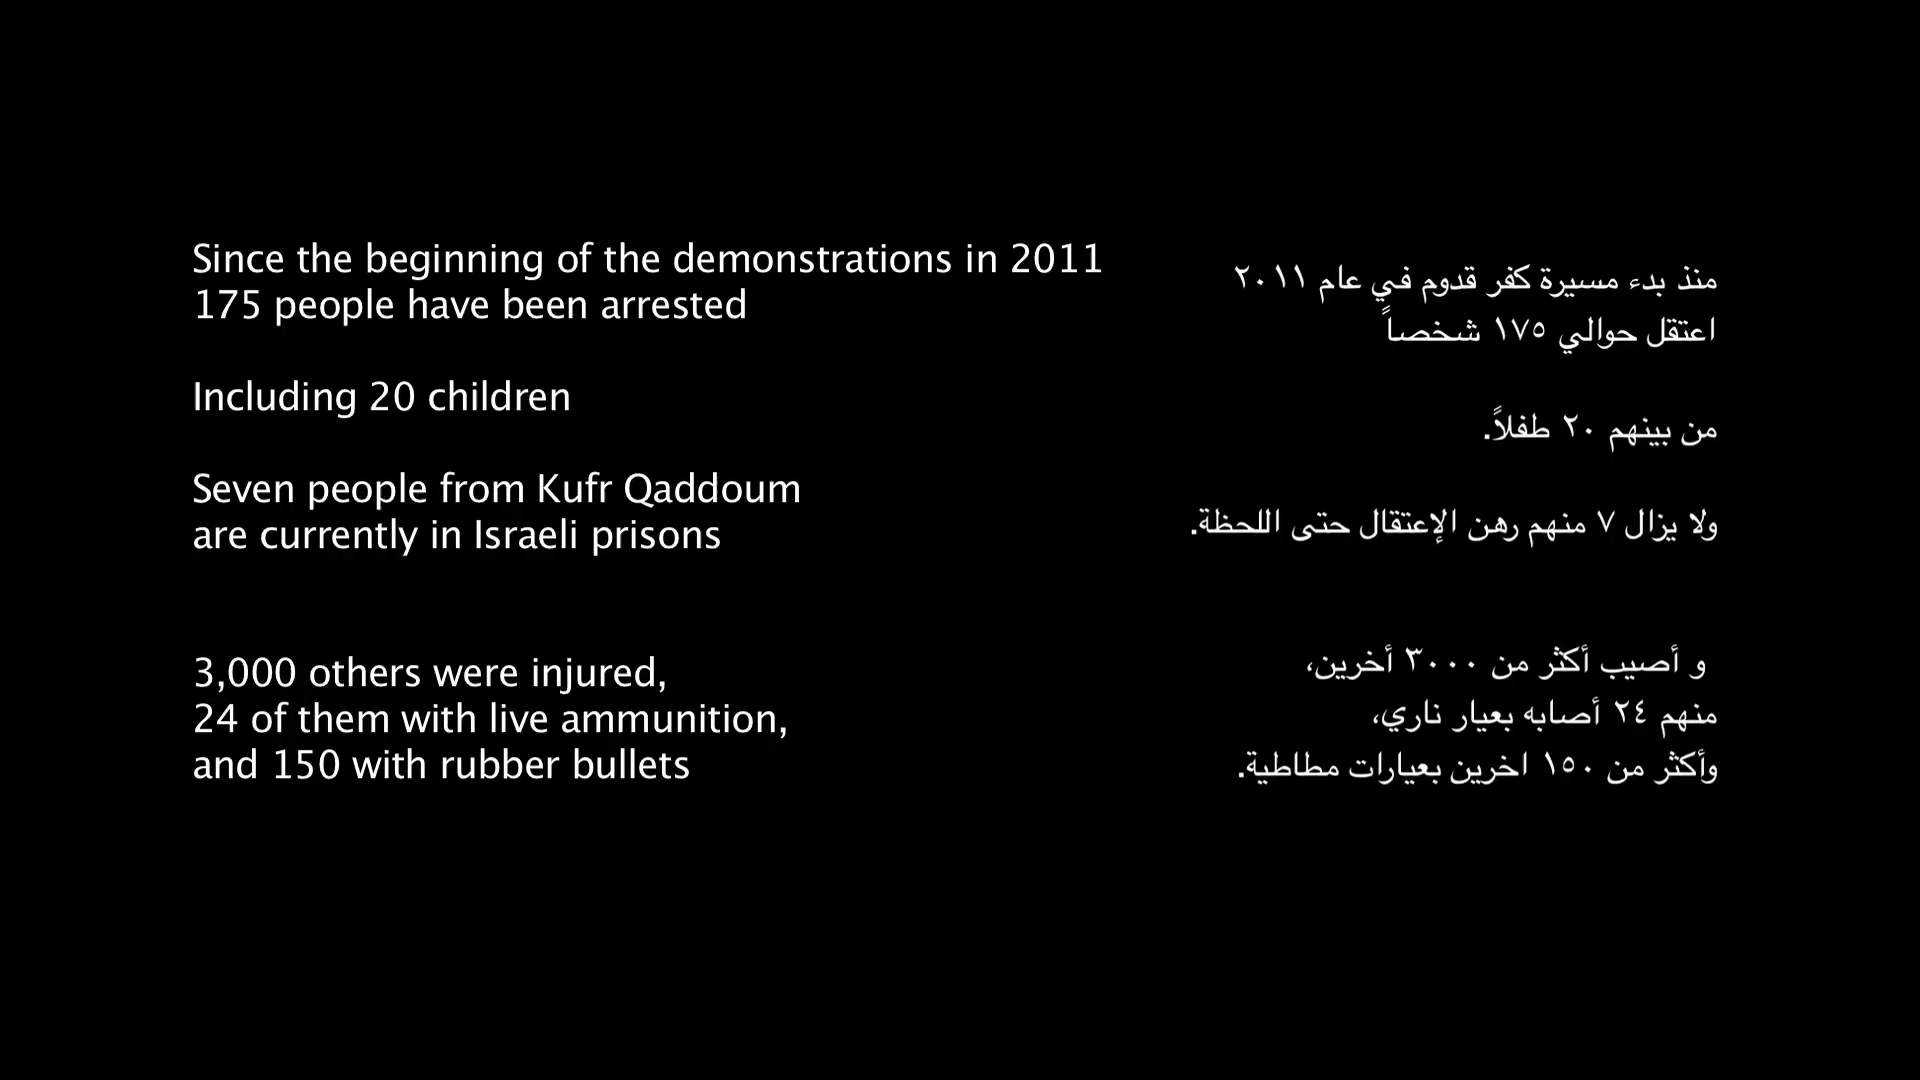 Since the beginning of the demonstrations in 2011
175 people have been arrested
Including 20 children
Seven people from Kufr Qaddoum
are currently in Israeli prisons
3,000 others were injured,
24 of them with live ammunition,
and 150 with rubber bullets
منذ بدء مسيرة كفر قدوم في عام ٢٠١١
اعتقل حوالي ١٧٥ شخصاً
من بينهم ٢٠ طفلاً.
ولا يزال ٧ منهم رهن الإعتقال حتى اللحظة.
و أصيب أكثر من ٣٠٠٠ أخرين،
منهم ٢٤ أصابه بعيار ناري،
وأكثر من ١٥٠ اخرين بعيارات مطاطية.